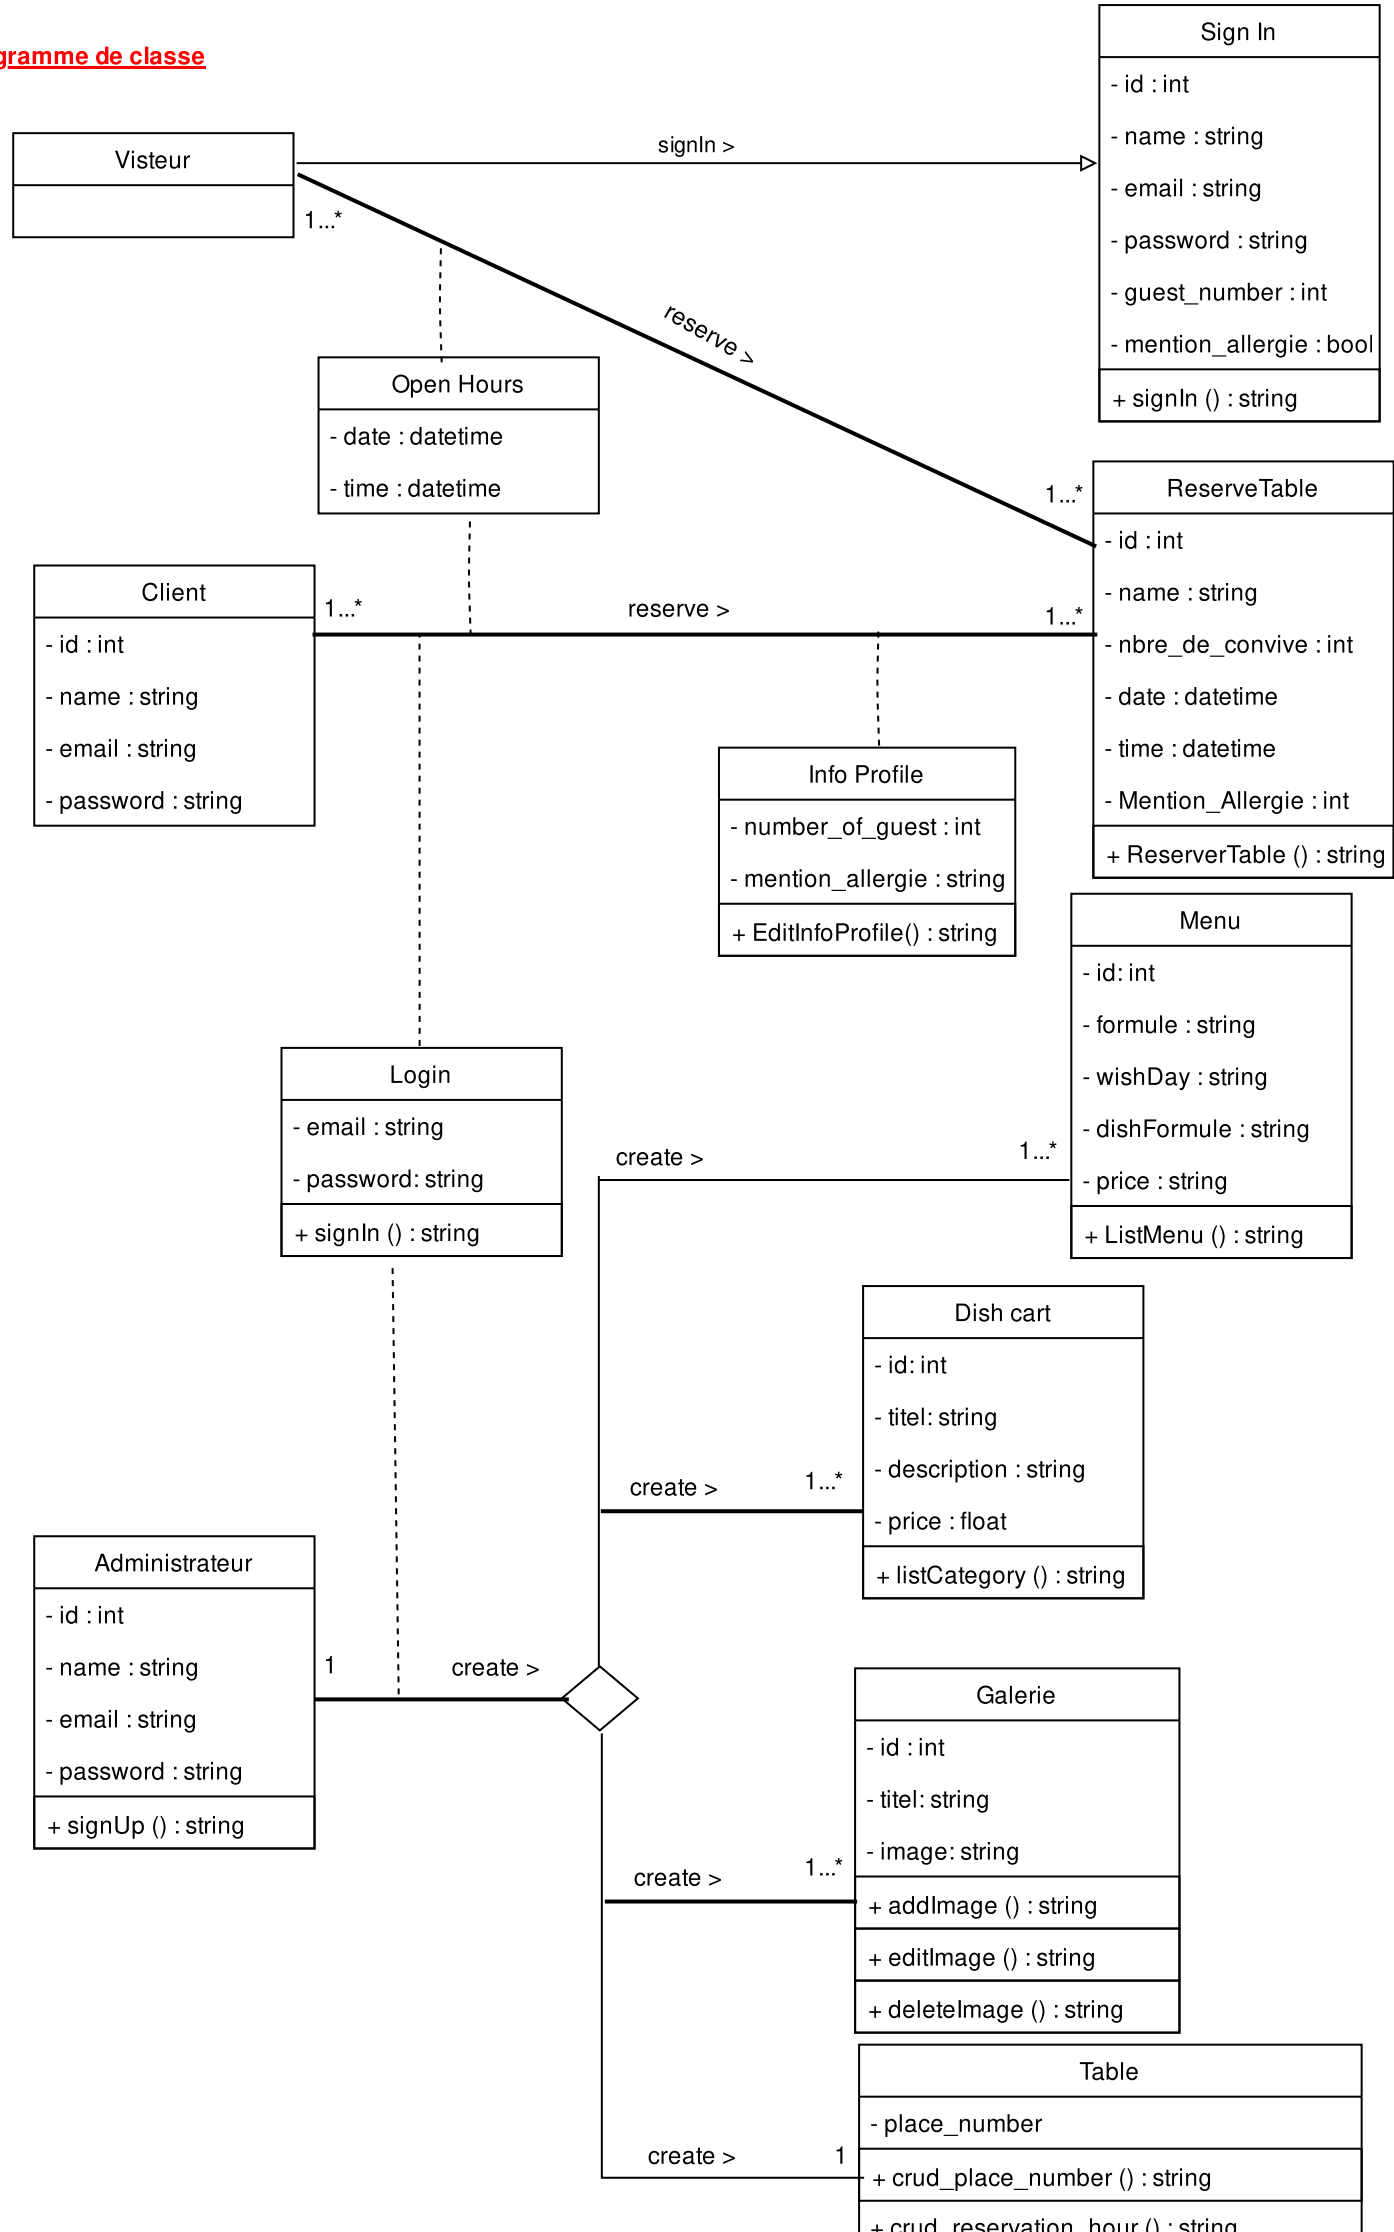 gramme de classe
Sign In
- id : int
- name : string
- email : string
- password : string
- guest_number : int
- mention_allergie : bool
+ signIn () : string
Visteur
signIn >
1...*
reserve >
1...*
Open Hours
- date : datetime
- time : datetime
ReserveTable
- id : int
- name : string
- nbre_de_convive : int
- date : datetime
- time : datetime
- Mention_Allergie : int
+ ReserverTable () : string
Client
- id : int
- name : string
- email : string
- password : string
1...*
reserve >
1...*
Info Profile
- number_of_guest : int
- mention_allergie : string
+ EditInfoProfile() : string
Menu
- id: int
- formule : string
- wishDay : string
- dishFormule : string
- price : string
+ ListMenu () : string
Login
- email : string
- password: string
+ signIn () : string
create >
1...*
Dish cart
- id: int
- titel: string
- description : string
- price : float
+ listCategory () : string
create >
1...*
Administrateur
- id : int
- name : string
- email : string
- password : string
+ signUp () : string
1
create >
Galerie
- id : int
- titel: string
- image: string
+ addImage () : string
+ editImage () : string
+ deleteImage () : string
create >
1...*
Table
- place_number
+ crud_place_number () : string
+ crud_reservation_hour () : string
create >
1